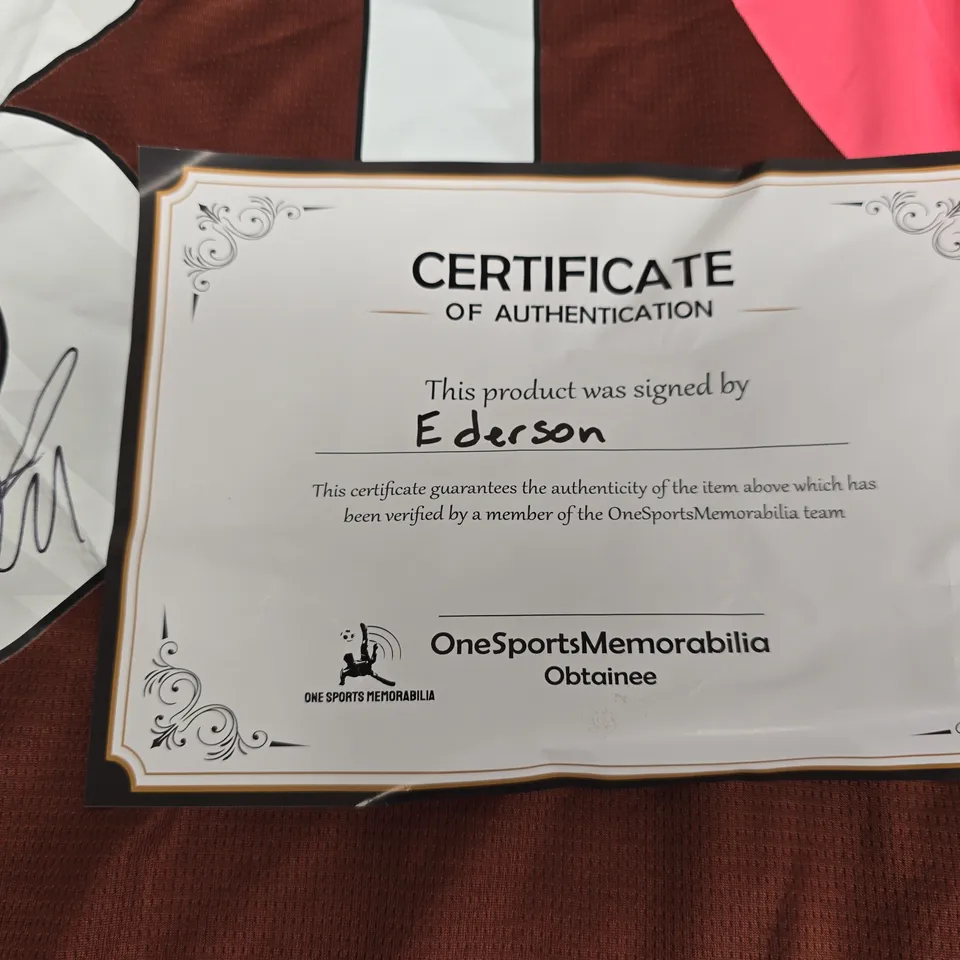 CERTIFICATE
OF AUTHENTICATION
This product was signed by
Ederson
This certificate guarantees the authenticity of the item above which has
been verified by a member of the OneSportsMemorabilia team
OneSportsMemorabilia
Obtainee
ONE SPORTS MEMORABILIA